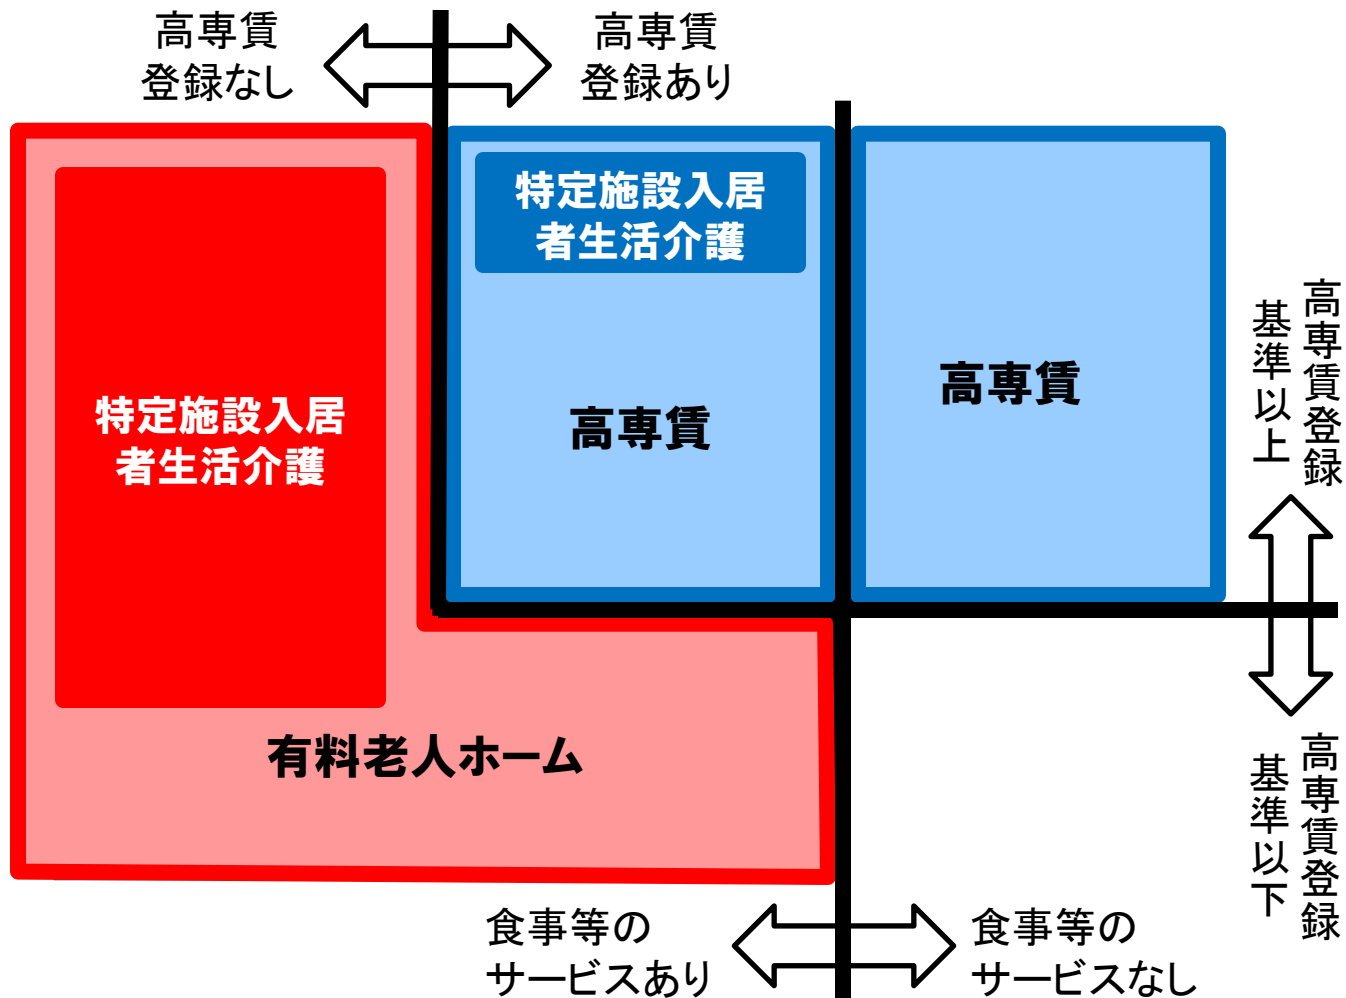 高専賃
登録なし
高専賃
登録あり
特定施設入居
者生活介護
特定施設入居
者生活介護
高専賃
高専賃
高専賃登録
基準以上
有料老人ホーム
高専賃登録
基準以下
食事等の
サービスあり
食事等の
サービスなし